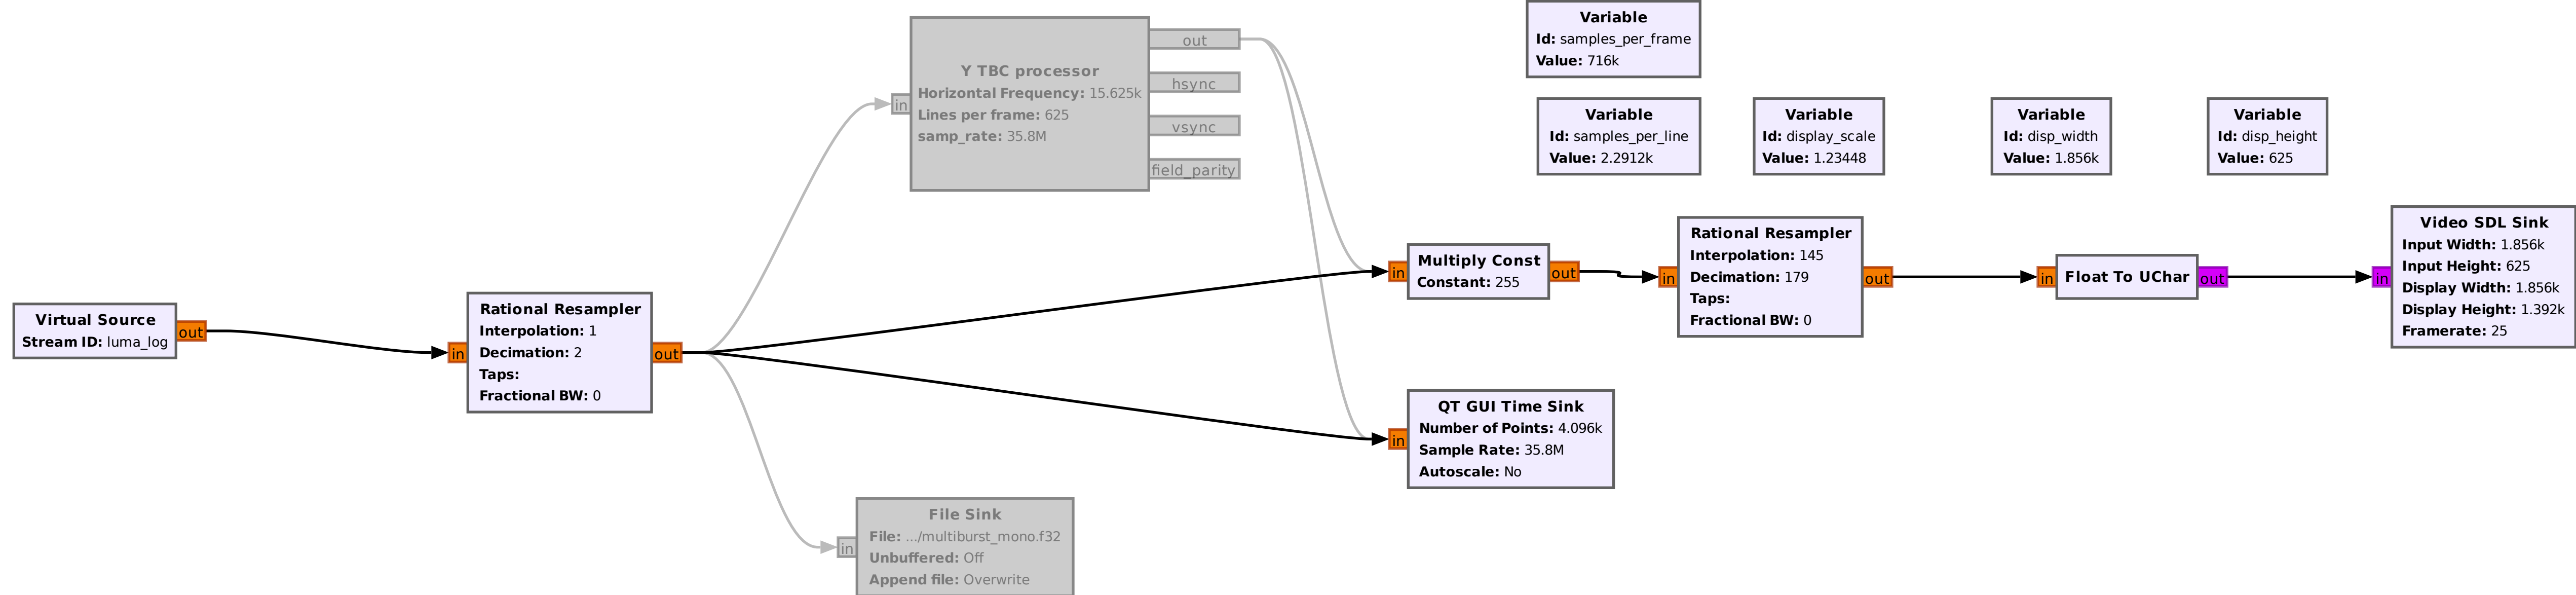 Variable
Id: samples_per_frame
Value: 716k
out
Y TBC processor
Horizontal Frequency: 15.625k
Lines per frame: 625
samp_rate: 35.8M
in
hsync
vsync
field_parity
Variable
Id: samples_per_line
Value: 2.2912k
Variable
Id: display_scale
Value: 1.23448
Variable
Id: disp_width
Value: 1.856k
Variable
Id: disp_height
Value: 625
Virtual Source
Stream ID: luma_log
out
in
Rational Resampler
Interpolation: 1
Decimation: 2
Taps:
Fractional BW: 0
out
in
Multiply Const
Constant: 255
out
in
Rational Resampler
Interpolation: 145
Decimation: 179
Taps:
Fractional BW: 0
out
in
Float To UChar
out
in
Video SDL Sink
Input Width: 1.856k
Input Height: 625
Display Width: 1.856k
Display Height: 1.392k
Framerate: 25
in
QT GUI Time Sink
Number of Points: 4.096k
Sample Rate: 35.8M
Autoscale: No
in
File Sink
File: .../multiburst_mono.f32
Unbuffered: Off
Append file: Overwrite